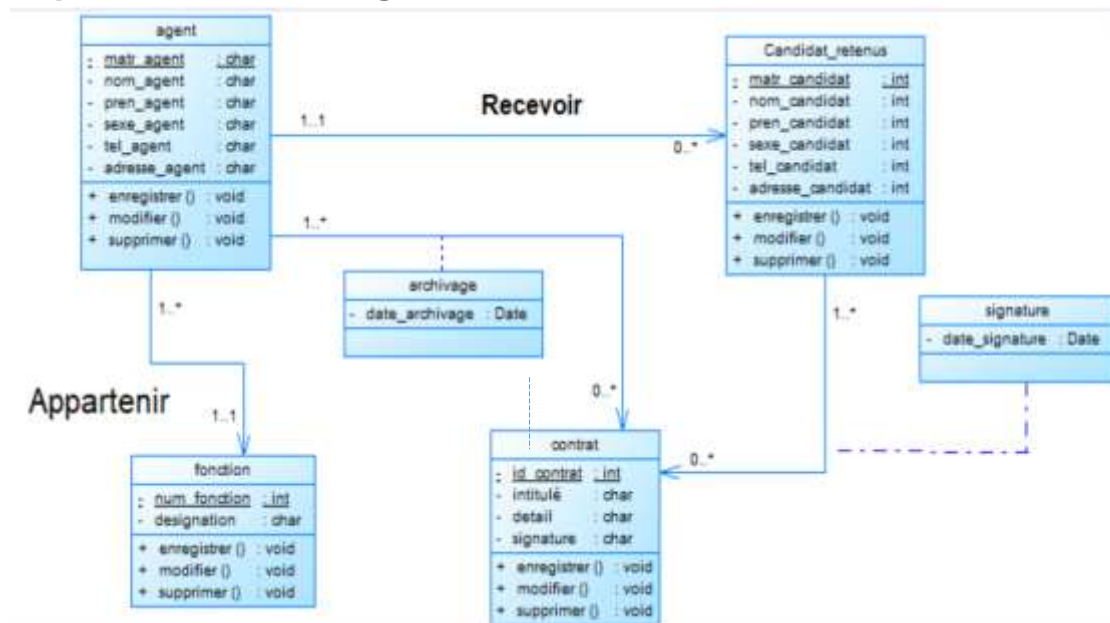 agent
- matr_agent : char
- nom_agent : char
- pren_agent : char
- sexe_agent : char
- tel_agent : char
- adresse_agent : char
+ enregistrer () : void
+ modifier () : void
+ supprimer () : void
Candidat_retenus
- matr_candidat : int
- nom_candidat : int
- pren_candidat : int
- sexe_candidat : int
- tel_candidat : int
- adresse_candidat : int
+ enregistrer () : void
+ modifier () : void
+ supprimer () : void
Recevoir
1..1
0..*
1..*
archivage
- date_archivage : Date
1..*
signature
- date_signature : Date
1..*
0..*
Appartenir
1..1
0..*
fonction
- num_fonction : int
- designation : char
+ enregistrer () : void
+ modifier () : void
+ supprimer () : void
contrat
- id_contrat : int
- intitulé : char
- detail : char
- signature : char
+ enregistrer () : void
+ modifier () : void
+ supprimer () : void